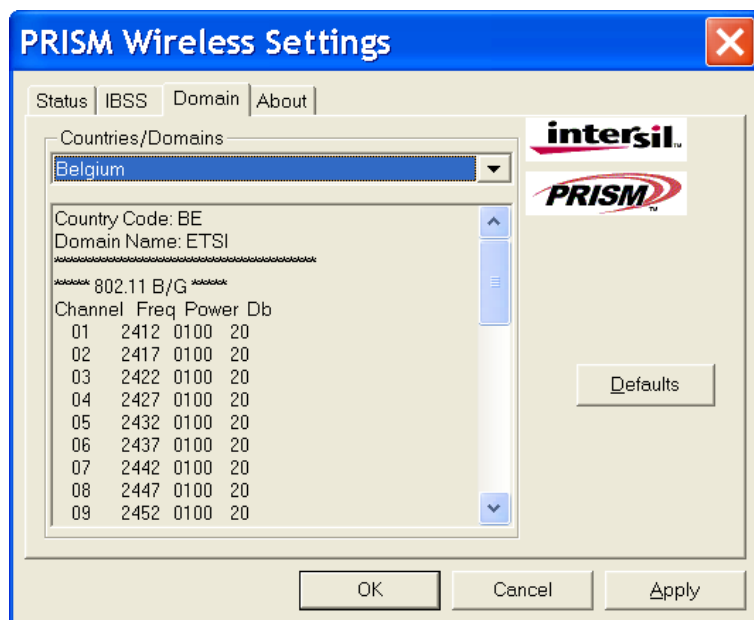 PRISM Wireless Settings
Status IBSS Domain About
Countries/Domains
Belgium
intersil™
PRISM™
Country Code: BE
Domain Name: ETSI
****************************************
***** 802.11 B/G *****
Channel Freq Power Db
01 2412 0100 20
02 2417 0100 20
03 2422 0100 20
04 2427 0100 20
05 2432 0100 20
06 2437 0100 20
07 2442 0100 20
08 2447 0100 20
09 2452 0100 20
Defaults
OK Cancel Apply